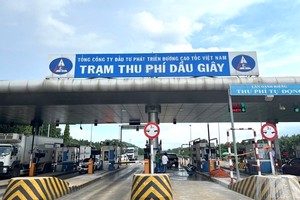 TỔNG CÔNG TY ĐẦU TƯ PHÁT TRIỂN ĐƯỜNG CAO TỐC VIỆT NAM
TRẠM THU PHÍ DẦU GIÂY
THU PHÍ TỰ ĐỘNG